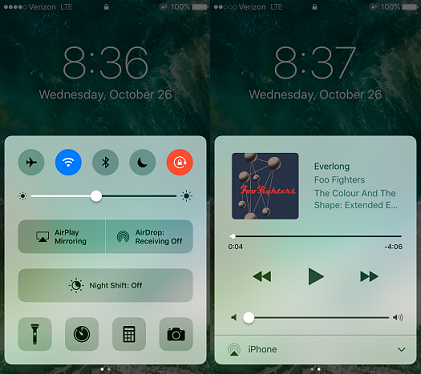 Verizon LTE
100%
8:36
Wednesday, October 26
AirPlay
Mirroring
AirDrop:
Receiving Off
Night Shift: Off
Verizon LTE
100%
8:37
Wednesday, October 26
Foo Fighters
Everlong
Foo Fighters
The Colour And The
Shape: Extended E...
0:04
-4:06
iPhone